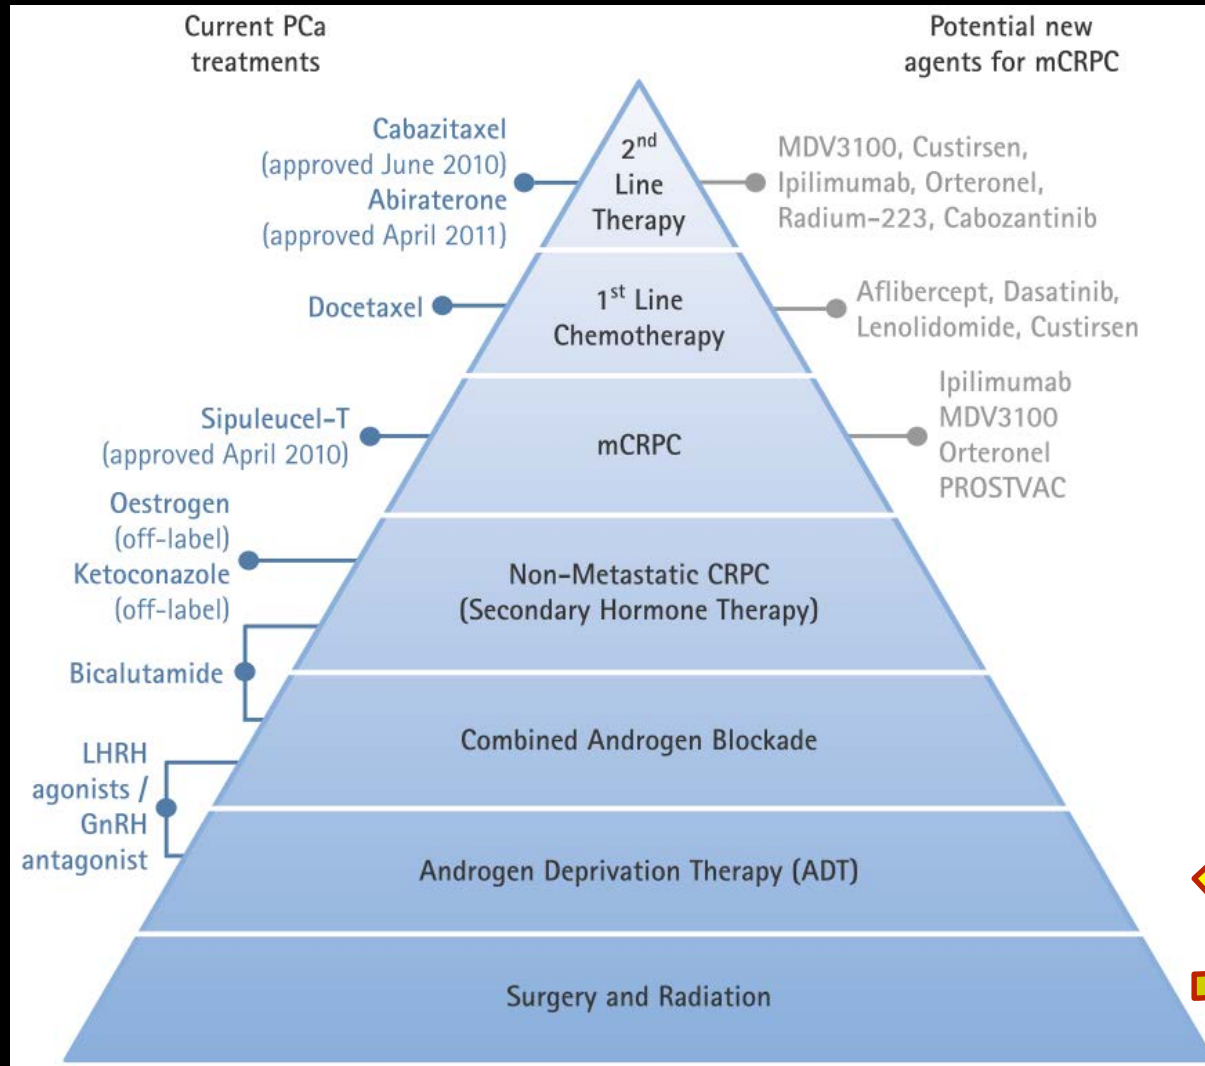 Current PCa
treatments
Potential new
agents for mCRPC
Cabazitaxel
(approved June 2010)
Abiraterone
(approved April 2011)
2nd
Line
Therapy
MDV3100, Custirsen,
Ipilimumab, Orteronel,
Radium-223, Cabozantinib
Docetaxel
1st Line
Chemotherapy
Aflibercept, Dasatinib,
Lenolidomide, Custirsen
Sipuleucel-T
(approved April 2010)
mCRPC
Ipilimumab
MDV3100
Orteronel
PROSTVAC
Oestrogen
(off-label)
Ketoconazole
(off-label)
Non-Metastatic CRPC
(Secondary Hormone Therapy)
Bicalutamide
Combined Androgen Blockade
LHRH
agonists /
GnRH
antagonist
Androgen Deprivation Therapy (ADT)
Surgery and Radiation